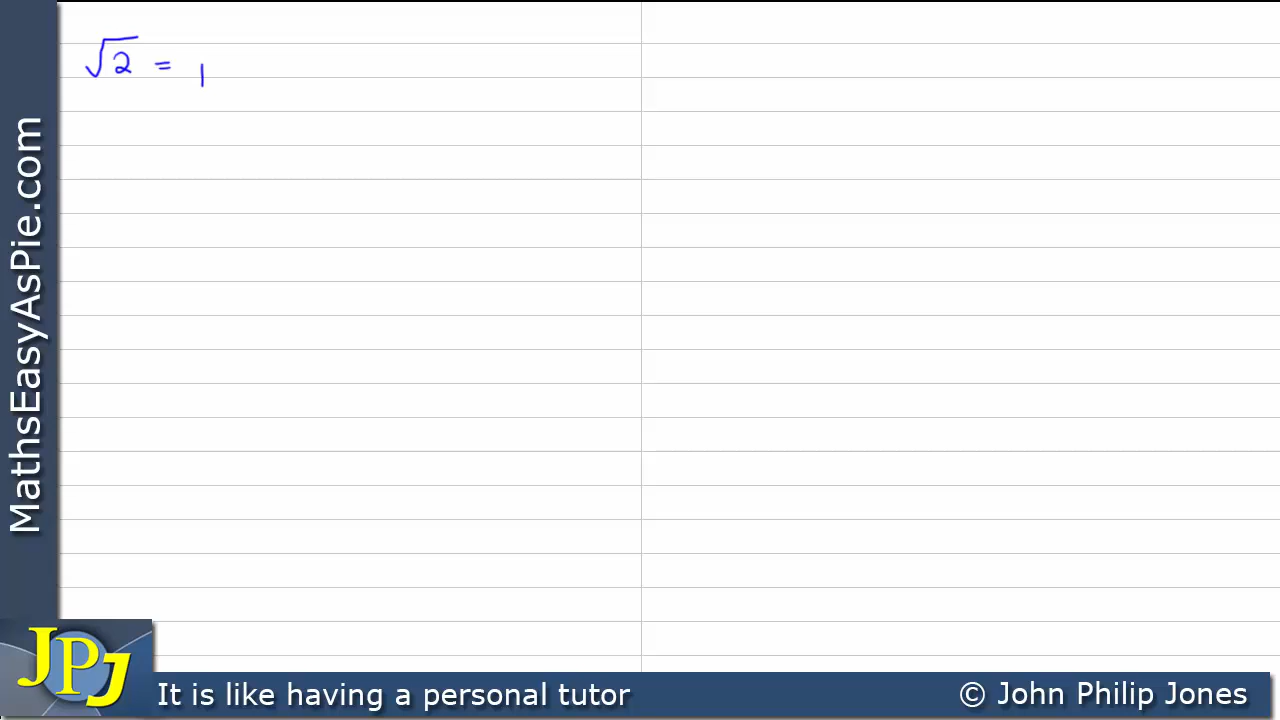 √2 = 1
MathsEasyAsPie.com
JPJ
It is like having a personal tutor
© John Philip Jones